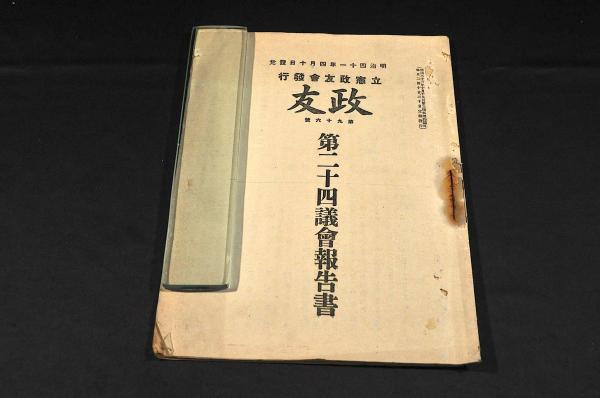 明治四十一年四月十日發兌
立憲政友會發行
政友
第九十六號
第二十四議會報告書